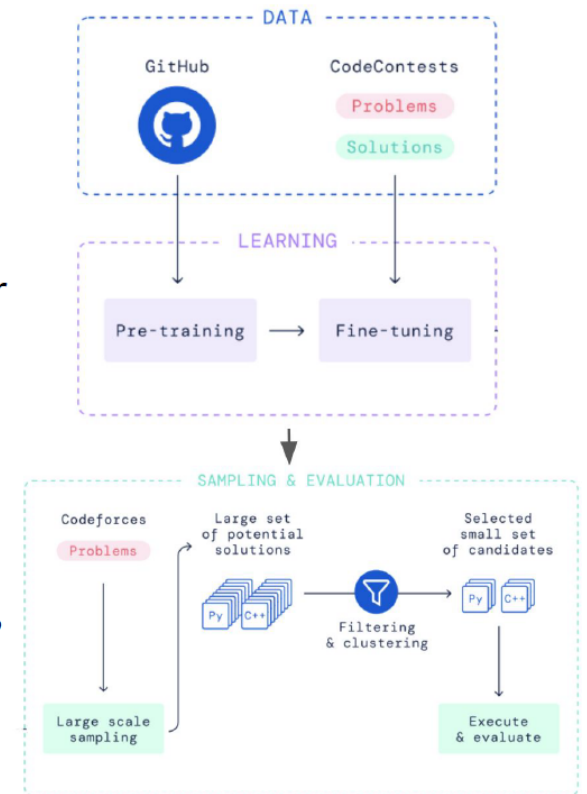 DATA
GitHub
CodeContests
Problems
Solutions
LEARNING
r
Pre-training
Fine-tuning
SAMPLING & EVALUATION
Codeforces
Problems
Large set
of potential
solutions
Selected
small set
of candidates
Py
C++
Py
C++
Filtering
& clustering
,
Large scale
sampling
Execute
& evaluate